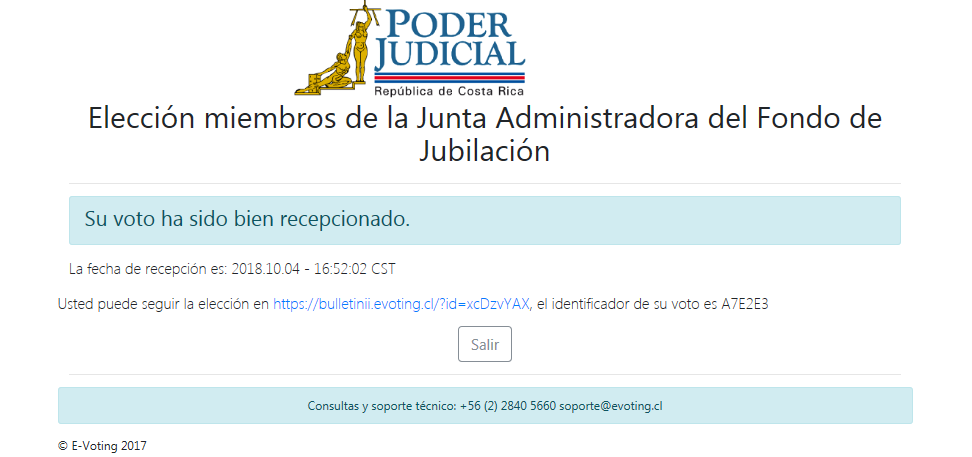 PODER
JUDICIAL
República de Costa Rica
Elección miembros de la Junta Administradora del Fondo de
Jubilación
Su voto ha sido bien recepcionado.
La fecha de recepción es: 2018.10.04 - 16:52:02 CST
Usted puede seguir la elección en https://bulletinii.evoting.cl/?id=xcDzvYAX, el identificador de su voto es A7E2E3
Salir
Consultas y soporte técnico: +56 (2) 2840 5660 soporte@evoting.cl
© E-Voting 2017